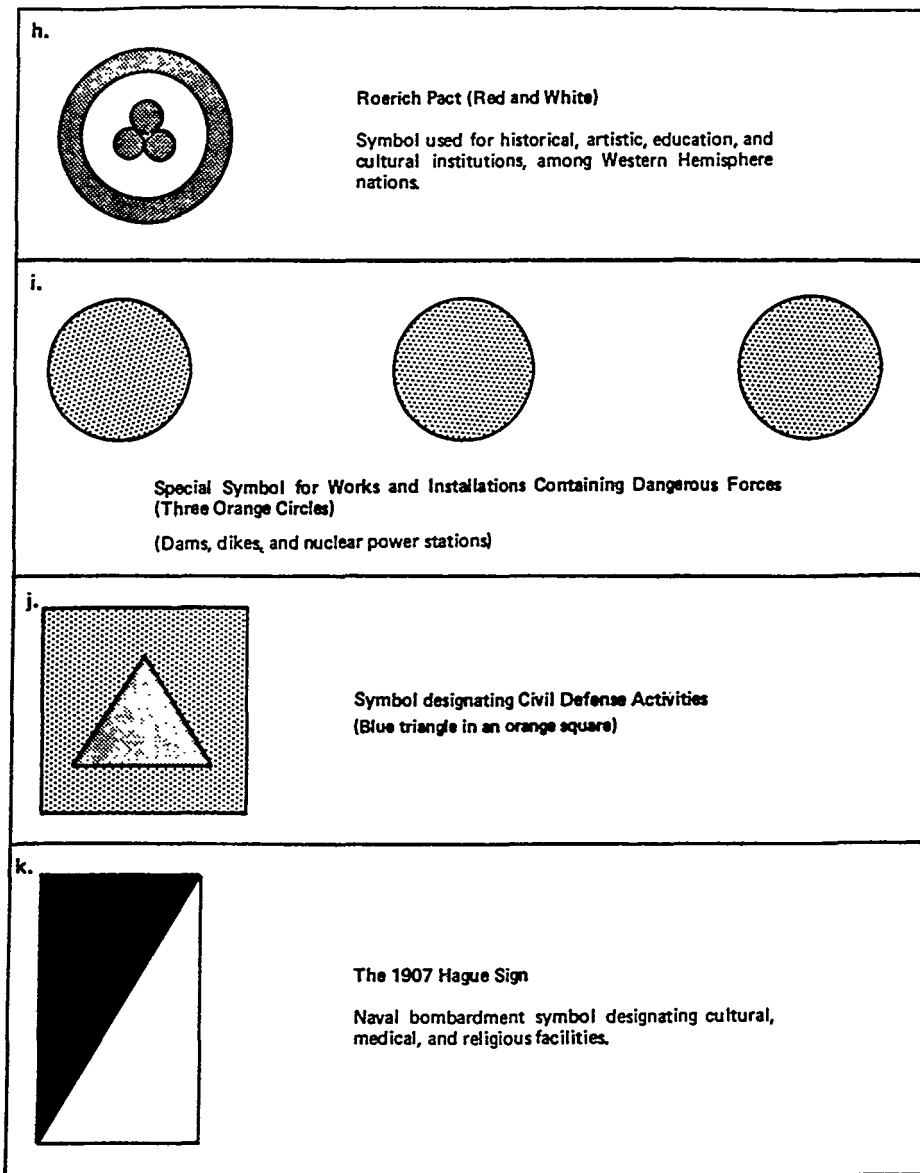 h.
Roerich Pact (Red and White)
Symbol used for historical, artistic, education, and
cultural institutions, among Western Hemisphere
nations.
i.
Special Symbol for Works and Installations Containing Dangerous Forces
(Three Orange Circles)
(Dams, dikes, and nuclear power stations)
j.
Symbol designating Civil Defense Activities
(Blue triangle in an orange square)
k.
The 1907 Hague Sign
Naval bombardment symbol designating cultural,
medical, and religious facilities.